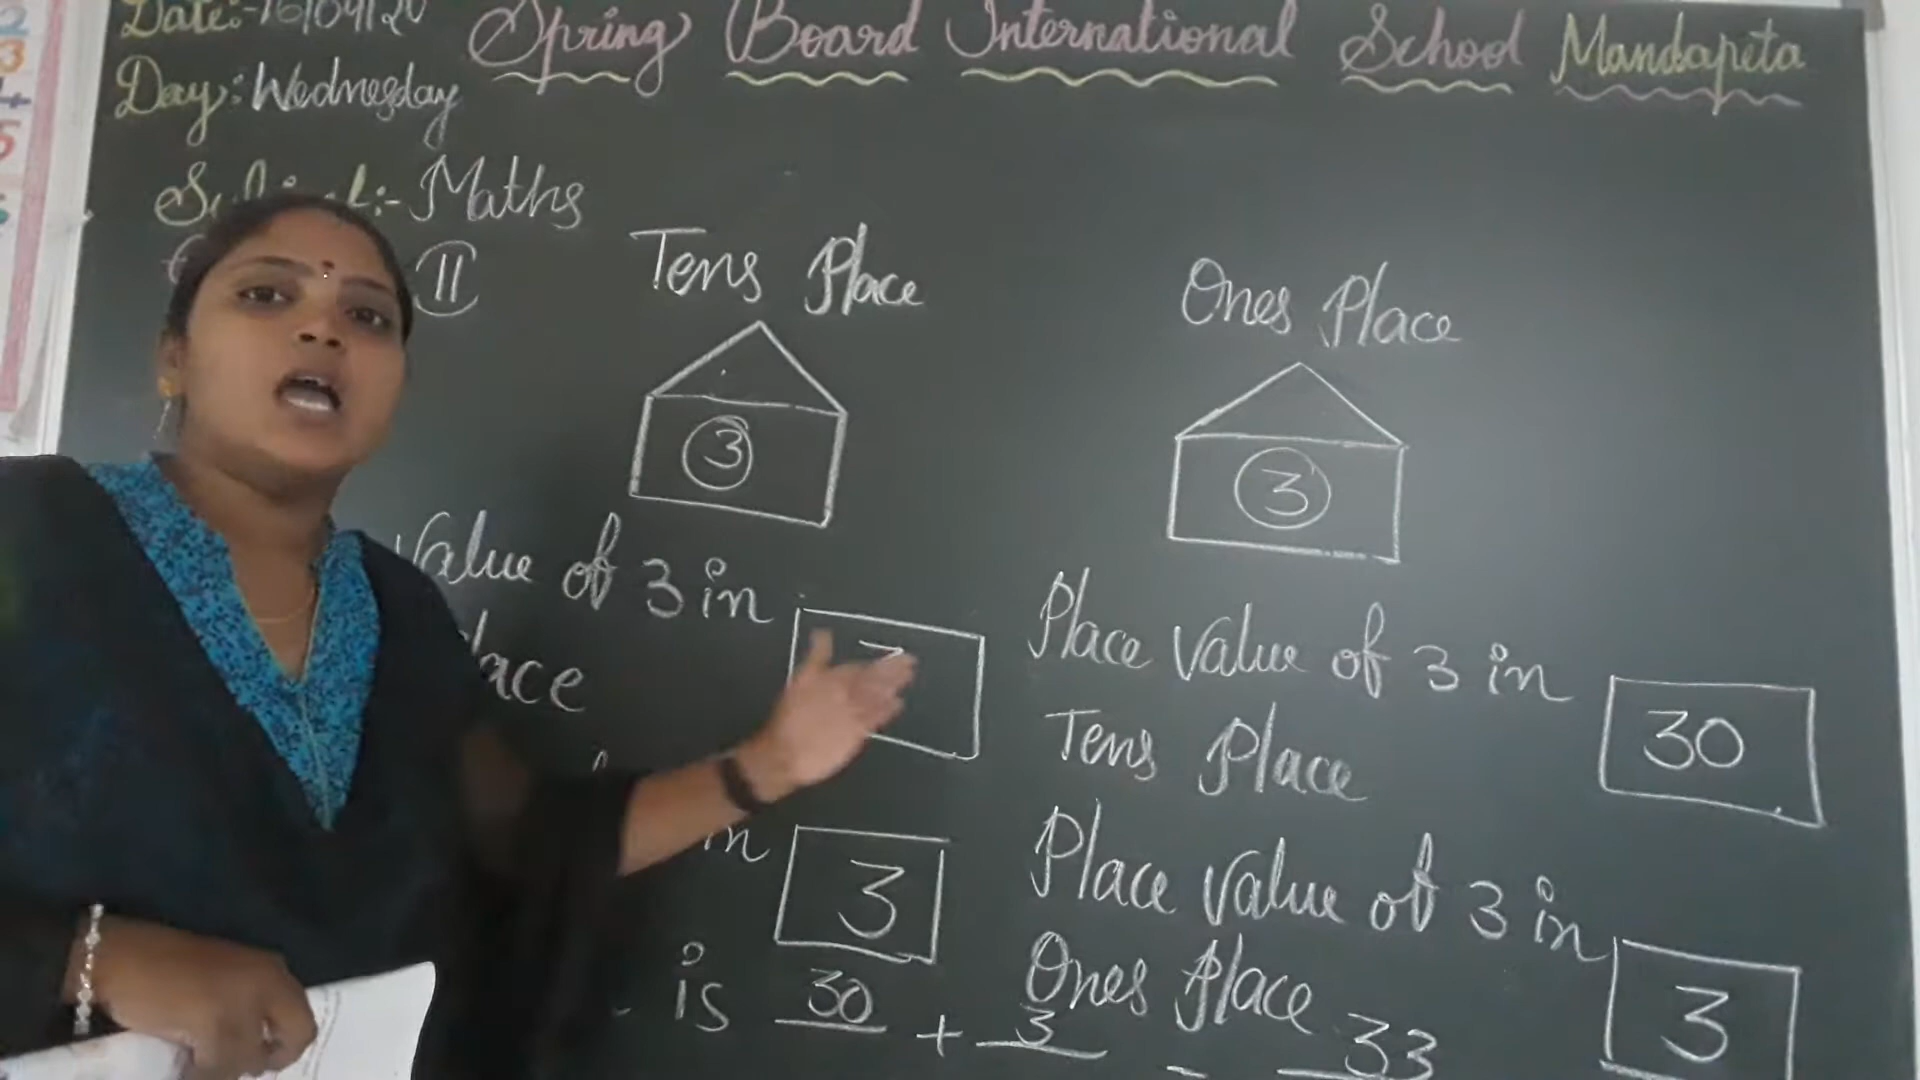 Date:-16/09/20 Spring Board International School Mandapeta
Day: Wednesday
Maths
II
Tens Place
Ones Place
3
3
Value of 3 in
Place Value of 3 in
30
Tens Place
in
3
Place Value of 3 in
3
Ones Place
is 30 + 3 = 33